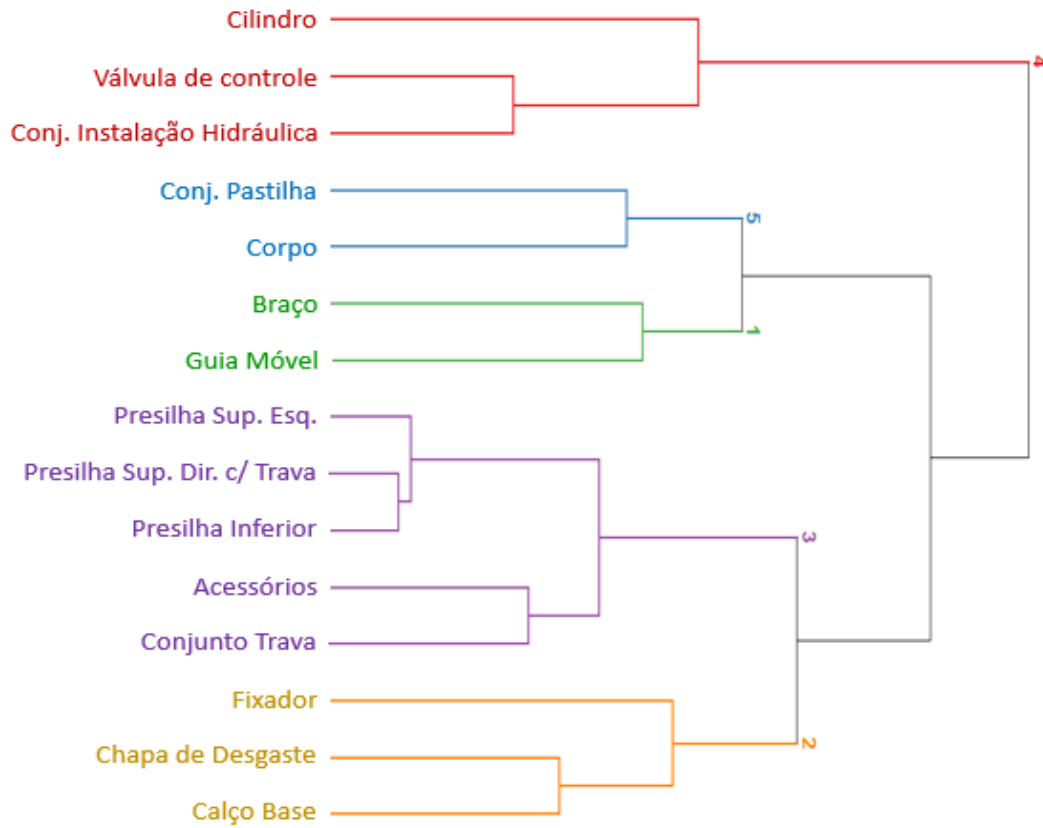 Cilindro
4
Válvula de controle
Conj. Instalação Hidráulica
Conj. Pastilha
5
Corpo
Braço
1
Guia Móvel
Presilha Sup. Esq.
Presilha Sup. Dir. c/ Trava
Presilha Inferior
3
Acessórios
Conjunto Trava
Fixador
2
Chapa de Desgaste
Calço Base